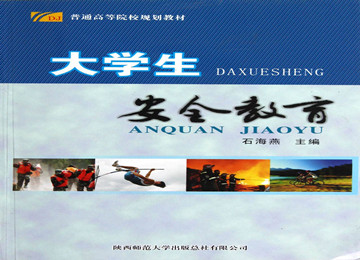 DJ 普通高等院校规划教材
大学生 DAXUESHENG
安全教育
ANQUAN JIAOYU
石海燕 主编
陕西师范大学出版总社有限公司